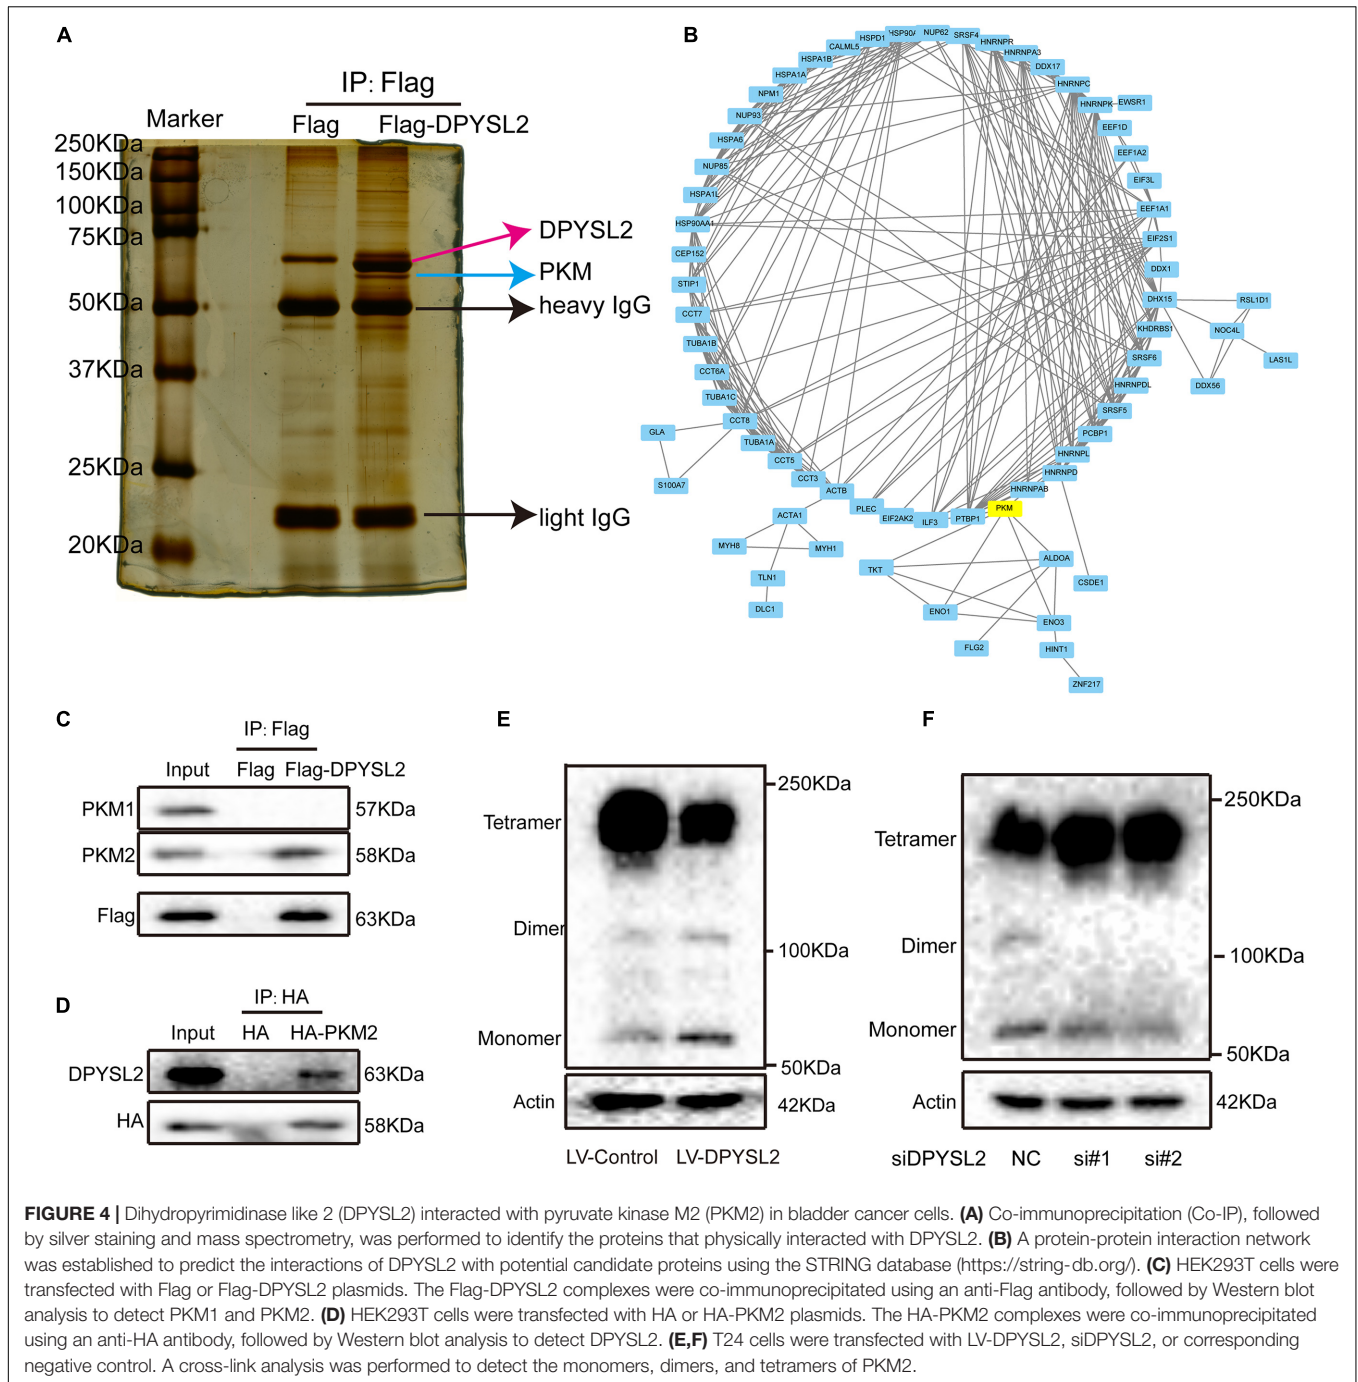 A
IP: Flag
Marker
Flag
Flag-DPYSL2
250KDa
150KDa
100KDa
75KDa
50KDa
37KDa
25KDa
20KDa
DPYSL2
PKM
heavy IgG
light IgG
B
NUP62
SRSF4
HSPD1
HNRNPR
CALML5
HNRNPA3
HSPA1B
DDX17
HSPA1A
HNRNPC
NPM1
HNRNPK
EWSR1
NUP93
EEF1D
HSPA6
EEF1A2
NUP85
EIF3L
HSPA1L
EEF1A1
HSP90AA1
EIF2S1
CEP152
DDX1
STIP1
DHX15
RSL1D1
CCT7
KHDRBS1
NOC4L
TUBA1B
SRSF6
LAS1L
CCT6A
HNRNPDL
DDX56
TUBA1C
SRSF5
CCT8
PCBP1
GLA
TUBA1A
HNRNPL
CCT5
HNRNPD
S100A7
CCT3
HNRNPAB
ACTB
PLEC
EIF2AK2
ILF3
PTBP1
PKM
ACTA1
MYH8
MYH1
TKT
ALDOA
TLN1
CSDE1
DLC1
ENO1
ENO3
FLG2
HINT1
ZNF217
C
IP: Flag
Input
Flag
Flag-DPYSL2
PKM1
57KDa
PKM2
58KDa
Flag
63KDa
D
IP: HA
Input
HA
HA-PKM2
DPYSL2
63KDa
HA
58KDa
E
Tetramer
Dimer
Monomer
Actin
250KDa
100KDa
50KDa
42KDa
LV-Control
LV-DPYSL2
F
Tetramer
Dimer
Monomer
Actin
250KDa
100KDa
50KDa
42KDa
siDPYSL2
NC
si#1
si#2
FIGURE 4 | Dihydropyrimidinase like 2 (DPYSL2) interacted with pyruvate kinase M2 (PKM2) in bladder cancer cells. (A) Co-immunoprecipitation (Co-IP), followed
by silver staining and mass spectrometry, was performed to identify the proteins that physically interacted with DPYSL2. (B) A protein-protein interaction network
was established to predict the interactions of DPYSL2 with potential candidate proteins using the STRING database (https://string-db.org/). (C) HEK293T cells were
transfected with Flag or Flag-DPYSL2 plasmids. The Flag-DPYSL2 complexes were co-immunoprecipitated using an anti-Flag antibody, followed by Western blot
analysis to detect PKM1 and PKM2. (D) HEK293T cells were transfected with HA or HA-PKM2 plasmids. The HA-PKM2 complexes were co-immunoprecipitated
using an anti-HA antibody, followed by Western blot analysis to detect DPYSL2. (E,F) T24 cells were transfected with LV-DPYSL2, siDPYSL2, or corresponding
negative control. A cross-link analysis was performed to detect the monomers, dimers, and tetramers of PKM2.